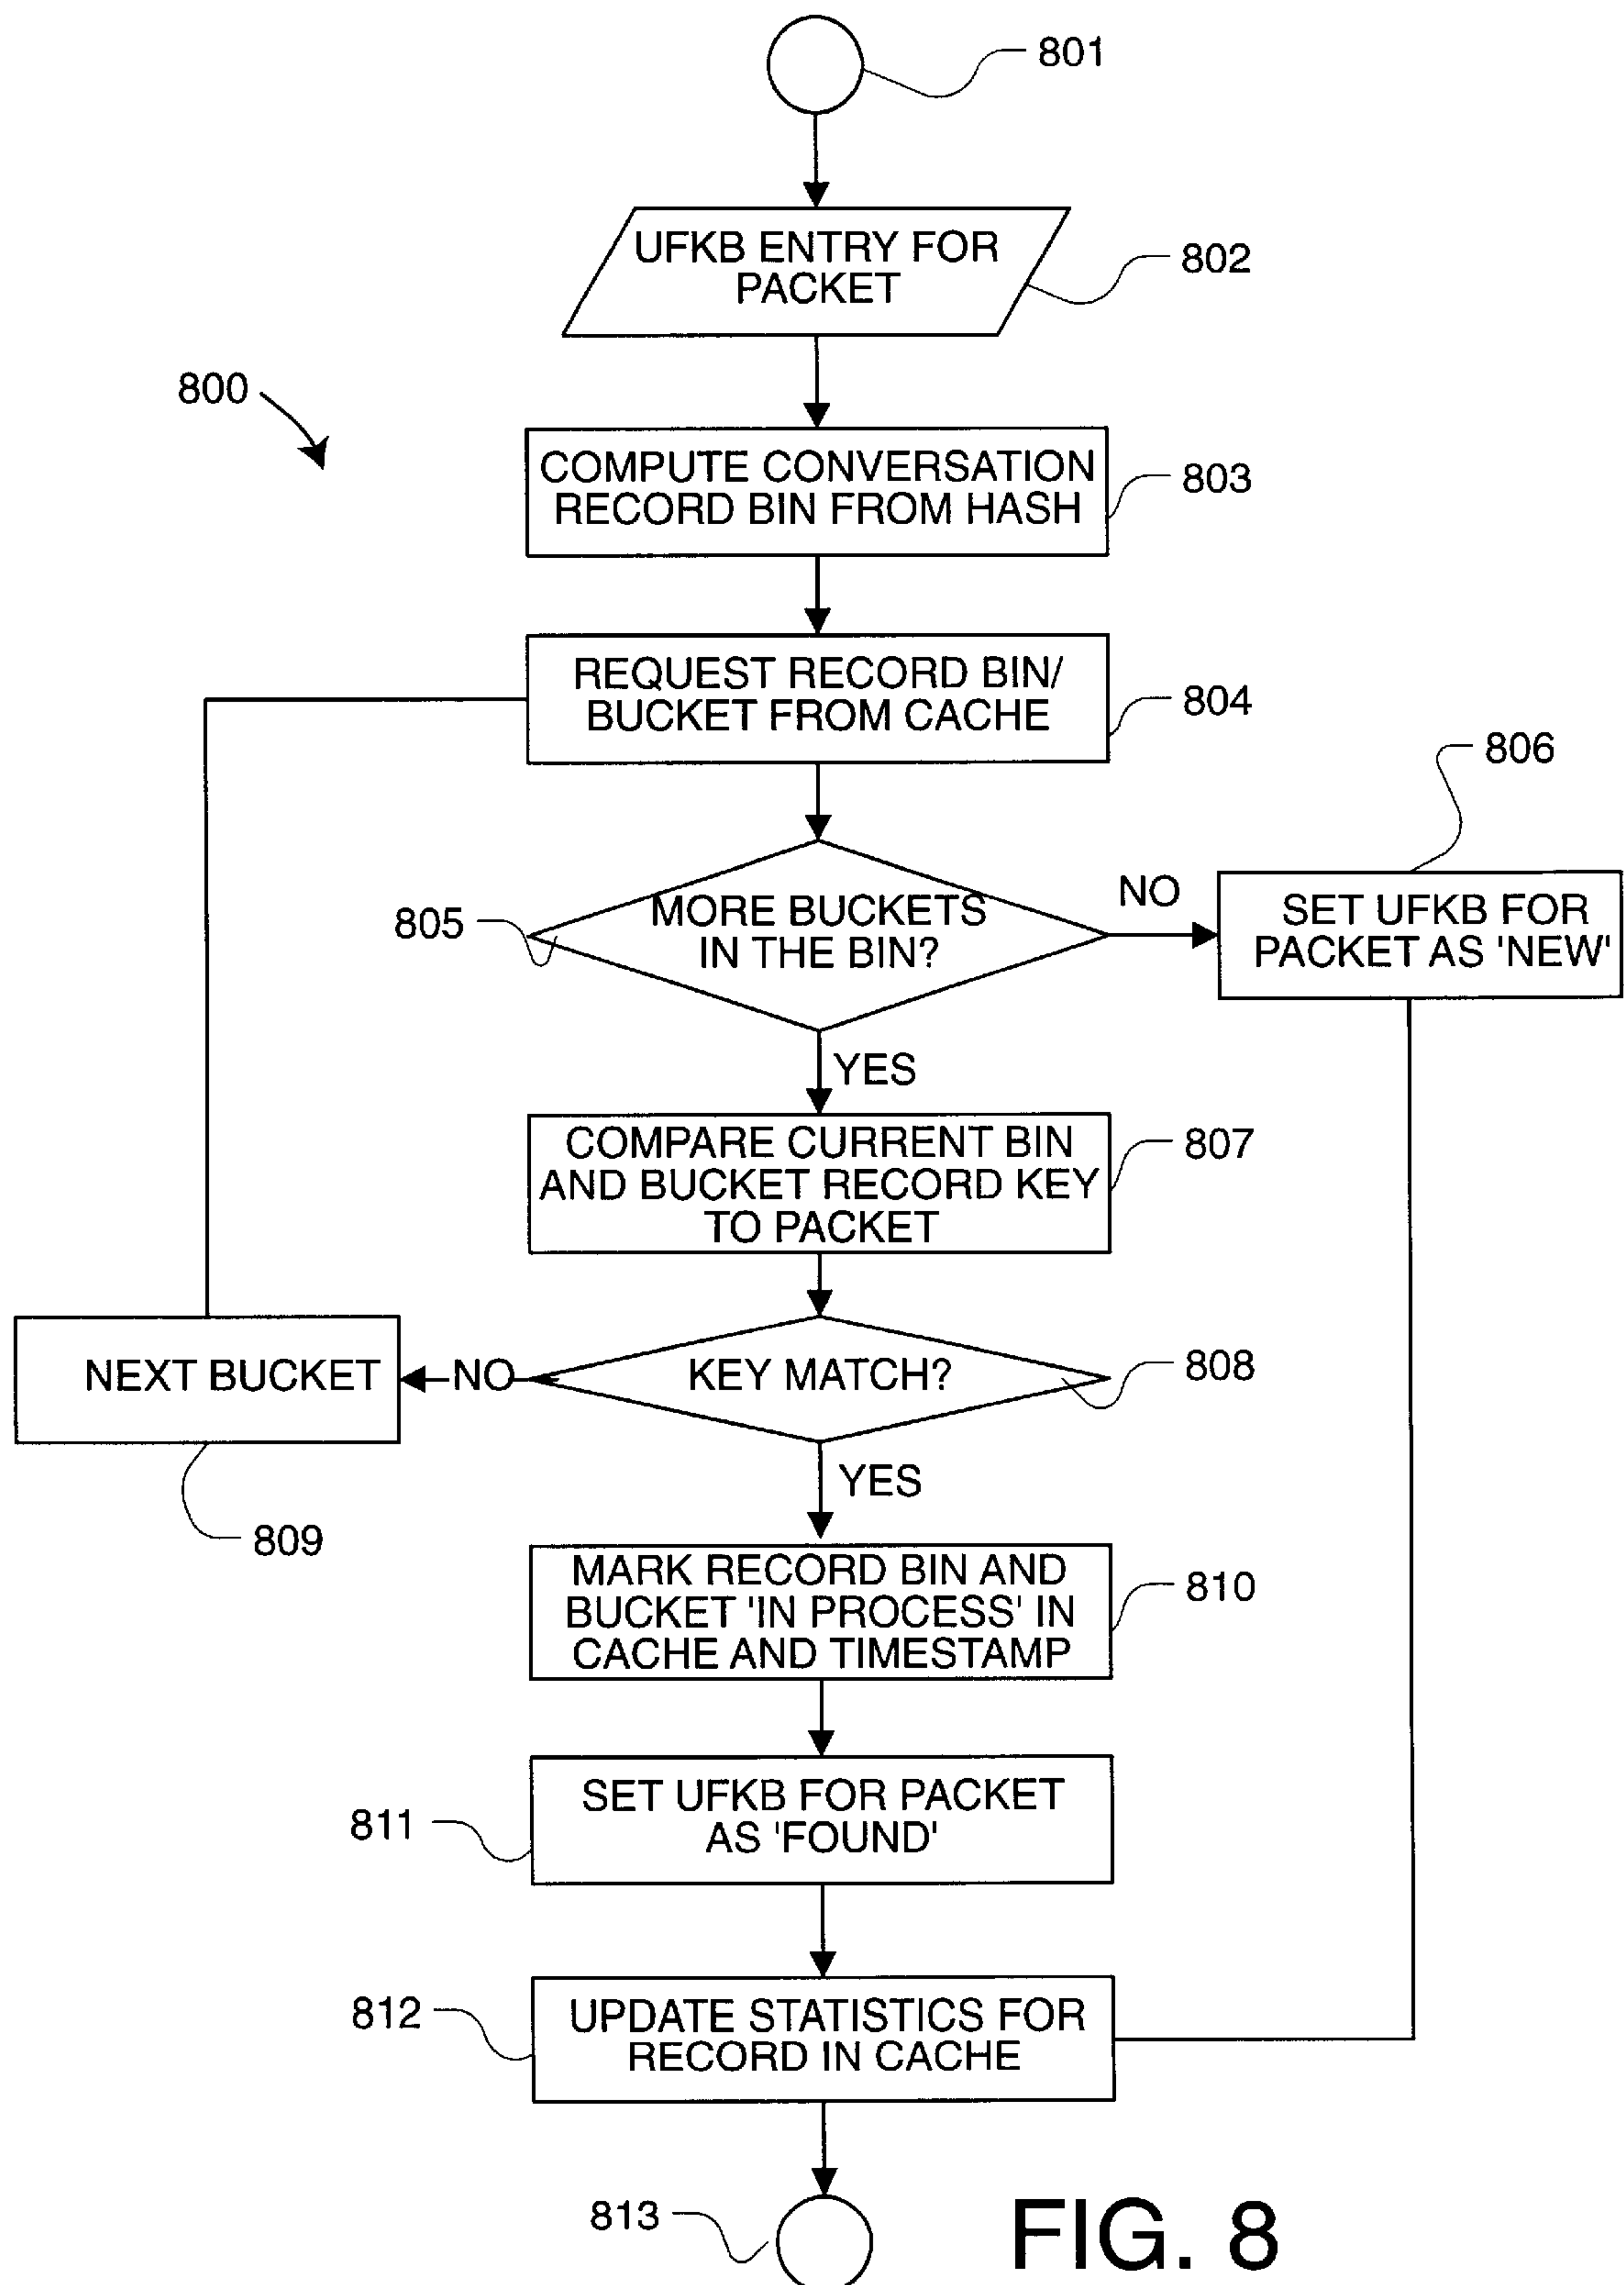 801
UFKB ENTRY FOR
PACKET
802
800
COMPUTE CONVERSATION
RECORD BIN FROM HASH
803
REQUEST RECORD BIN/
BUCKET FROM CACHE
804
806
805
MORE BUCKETS
IN THE BIN?
NO
SET UFKB FOR
PACKET AS 'NEW'
YES
COMPARE CURRENT BIN
AND BUCKET RECORD KEY
TO PACKET
807
NEXT BUCKET
NO
KEY MATCH?
808
YES
809
MARK RECORD BIN AND
BUCKET 'IN PROCESS' IN
CACHE AND TIMESTAMP
810
SET UFKB FOR PACKET
AS 'FOUND'
811
812
UPDATE STATISTICS FOR
RECORD IN CACHE
813
FIG. 8